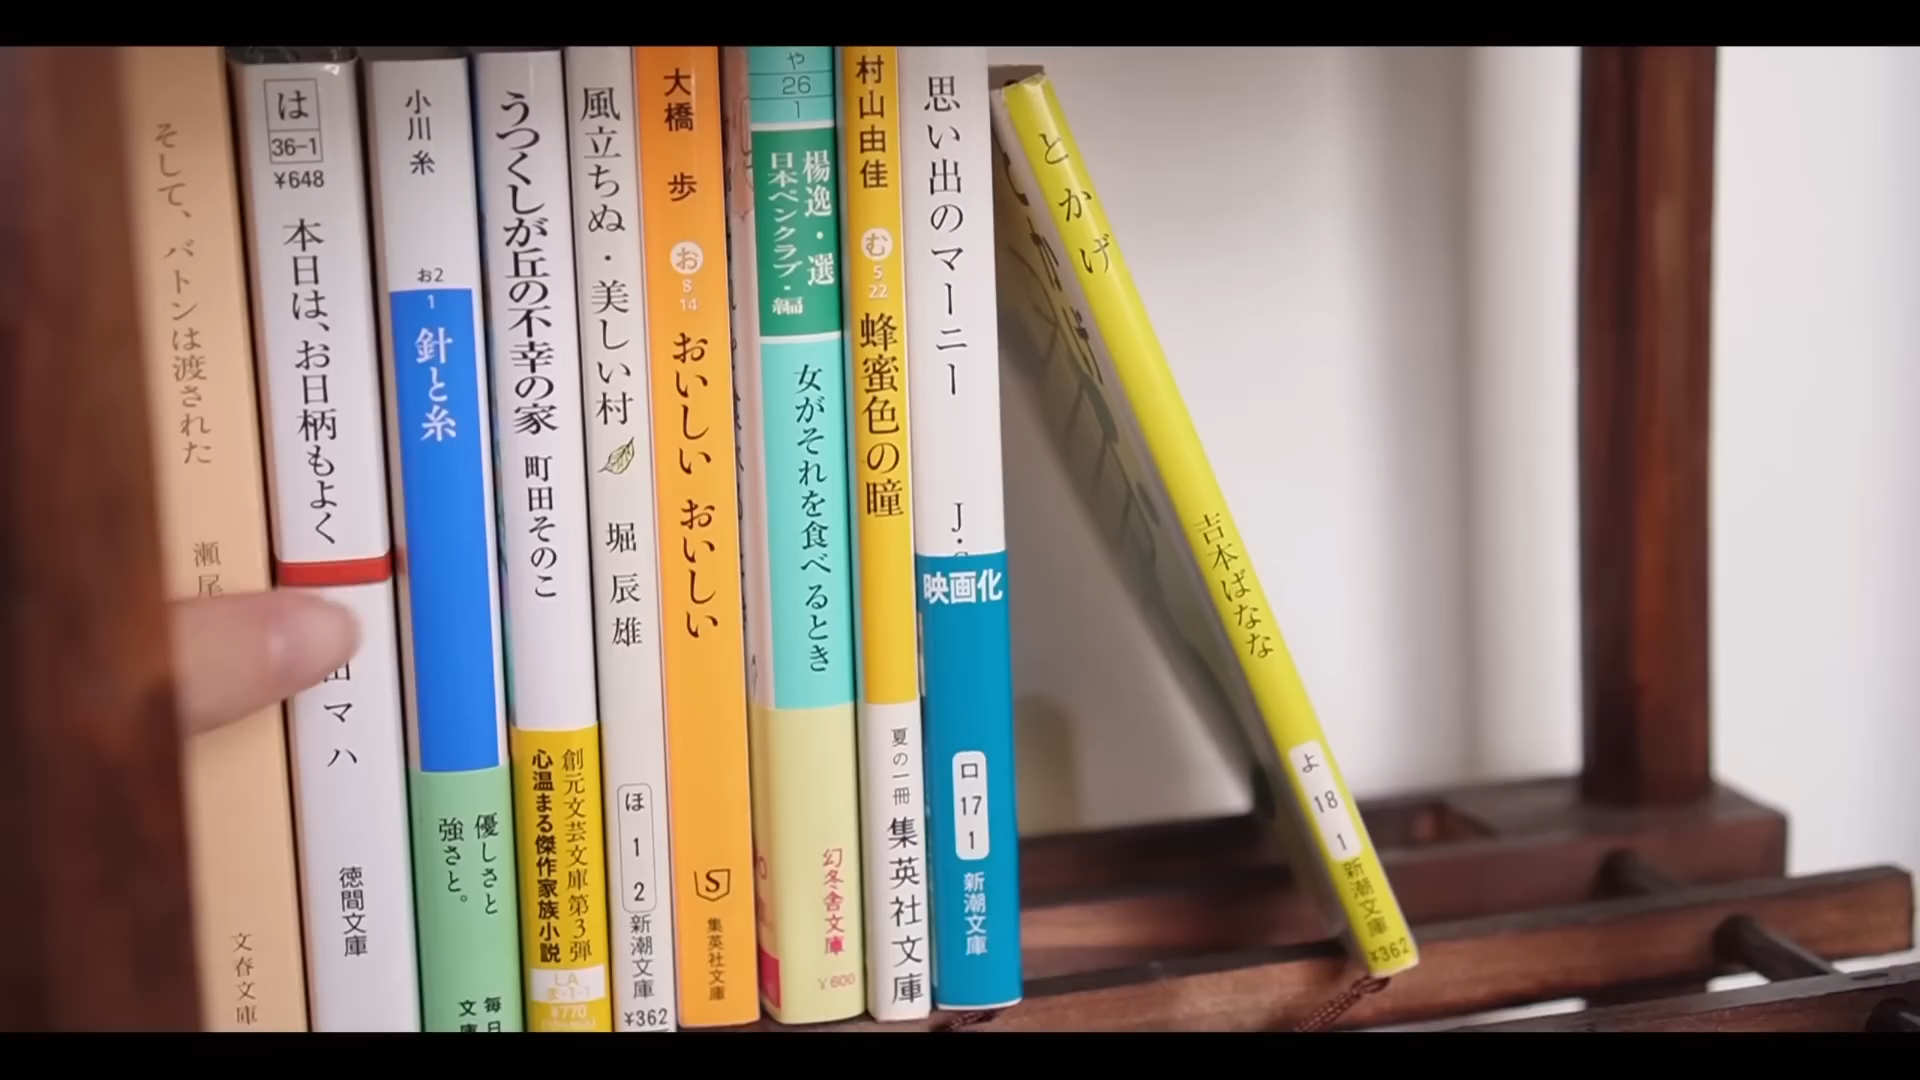 そして、バトンは渡された
瀬尾
文春文庫
は
36-1
¥648
本日は、お日柄もよく
田マハ
徳間文庫
小川 糸
お2
1
針と糸
優しさと
強さと。
毎日
文庫
うつくしが丘の不幸の家
町田そのこ
創元文芸文庫第3弾
心温まる傑作家族小説
LA
ま-1-1
¥770
風立ちぬ・美しい村
堀 辰雄
ほ
1
2
新潮文庫
¥362
大橋 歩
お
8
14
おいしい おいしい
S
集英社文庫
や
26
1
楊逸・選
日本ペンクラブ・編
女がそれを食べるとき
幻冬舎文庫
¥600
村山由佳
む
5
22
蜂蜜色の瞳
夏の一冊
集英社文庫
思い出のマーニー
J・
映画化
ロ
17
1
新潮文庫
とかげ
吉本ばなな
よ
18
1
新潮文庫
¥362